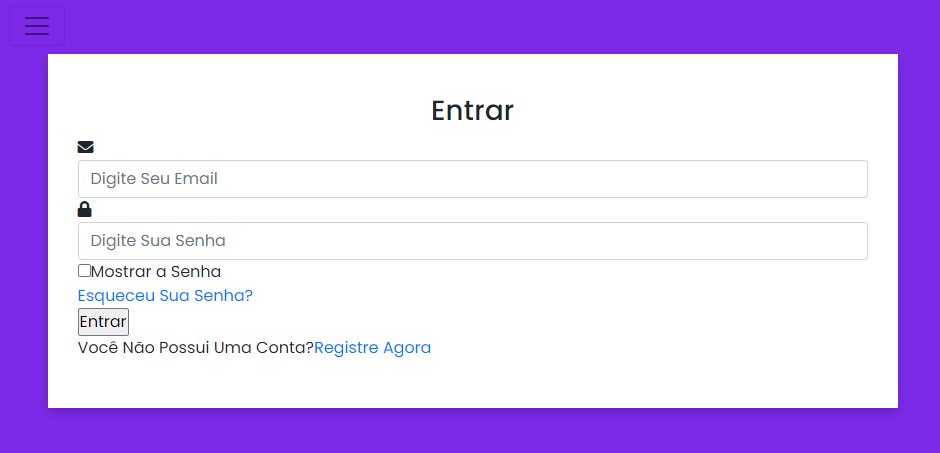 Entrar
Digite Seu Email
Digite Sua Senha
Mostrar a Senha
Esqueceu Sua Senha?
Entrar
Você Não Possui Uma Conta?Registre Agora